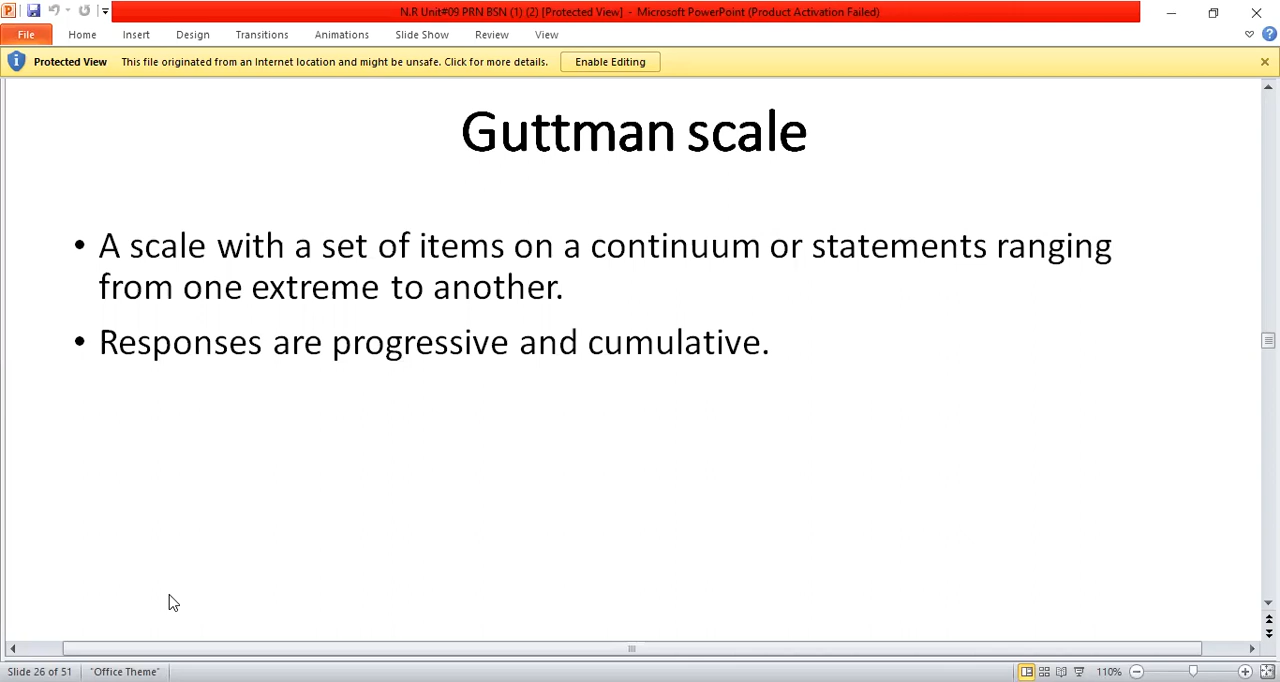 N.R Unit#09 PRN BSN (1) (2) [Protected View] - Microsoft PowerPoint (Product Activation Failed)
File Home Insert Design Transitions Animations Slide Show Review View
Protected View This file originated from an Internet location and might be unsafe. Click for more details. Enable Editing
Guttman scale
• A scale with a set of items on a continuum or statements ranging
from one extreme to another.
• Responses are progressive and cumulative.
Slide 26 of 51 "Office Theme" 110%